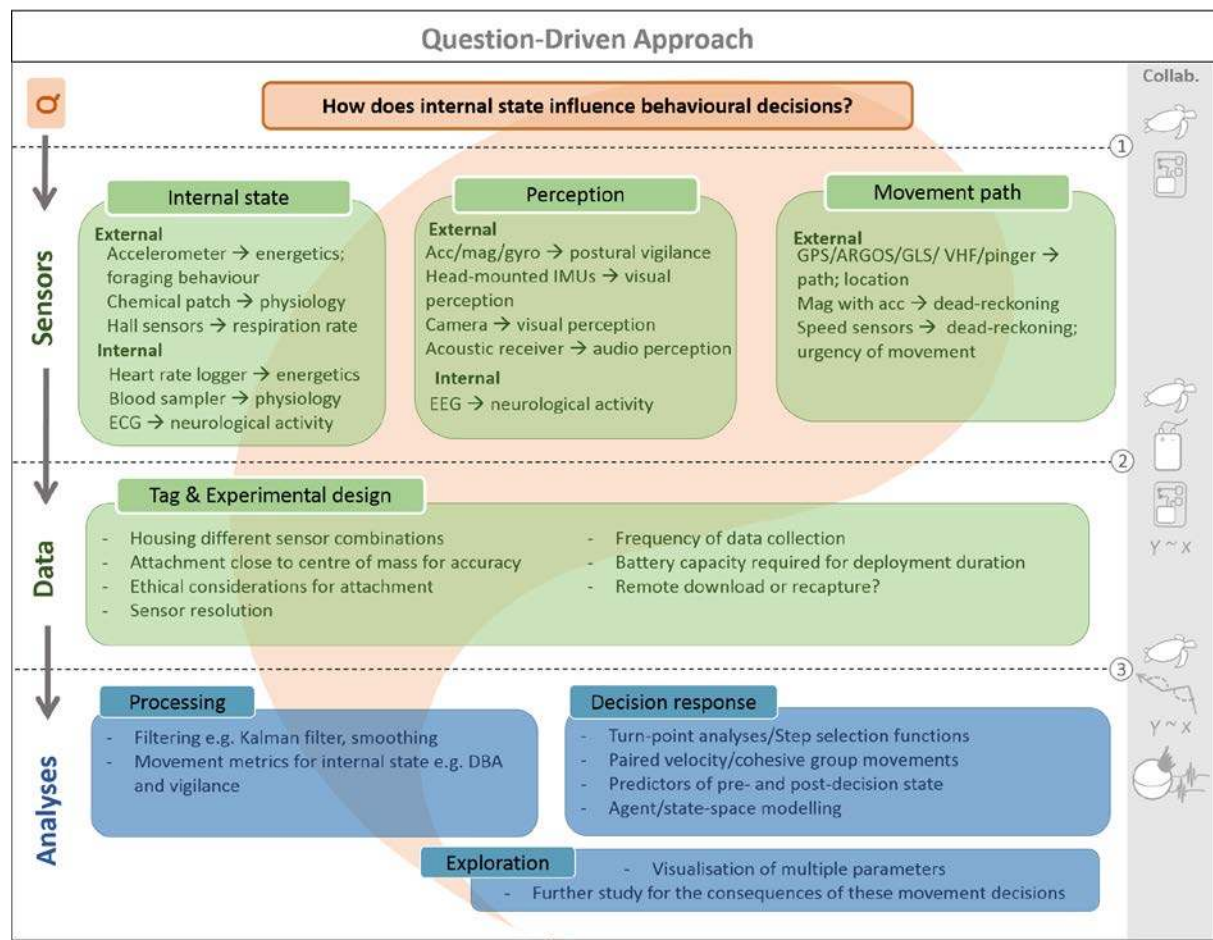 Question-Driven Approach
Collab.
Q
How does internal state influence behavioural decisions?
1
Sensors
Internal state
External
Accelerometer → energetics;
foraging behaviour
Chemical patch → physiology
Hall sensors → respiration rate
Internal
Heart rate logger → energetics
Blood sampler → physiology
ECG → neurological activity
Perception
External
Acc/mag/gyro → postural vigilance
Head-mounted IMUs → visual
perception
Camera → visual perception
Acoustic receiver → audio perception
Internal
EEG → neurological activity
Movement path
External
GPS/ARGOS/GLS/ VHF/pinger →
path; location
Mag with acc → dead-reckoning
Speed sensors → dead-reckoning;
urgency of movement
2
Data
Tag & Experimental design
- Housing different sensor combinations
- Attachment close to centre of mass for accuracy
- Ethical considerations for attachment
- Sensor resolution
- Frequency of data collection
- Battery capacity required for deployment duration
- Remote download or recapture?
Y ~ X
3
Analyses
Processing
- Filtering e.g. Kalman filter, smoothing
- Movement metrics for internal state e.g. DBA
and vigilance
Decision response
- Turn-point analyses/Step selection functions
- Paired velocity/cohesive group movements
- Predictors of pre- and post-decision state
- Agent/state-space modelling
Y ~ X
Exploration
- Visualisation of multiple parameters
- Further study for the consequences of these movement decisions